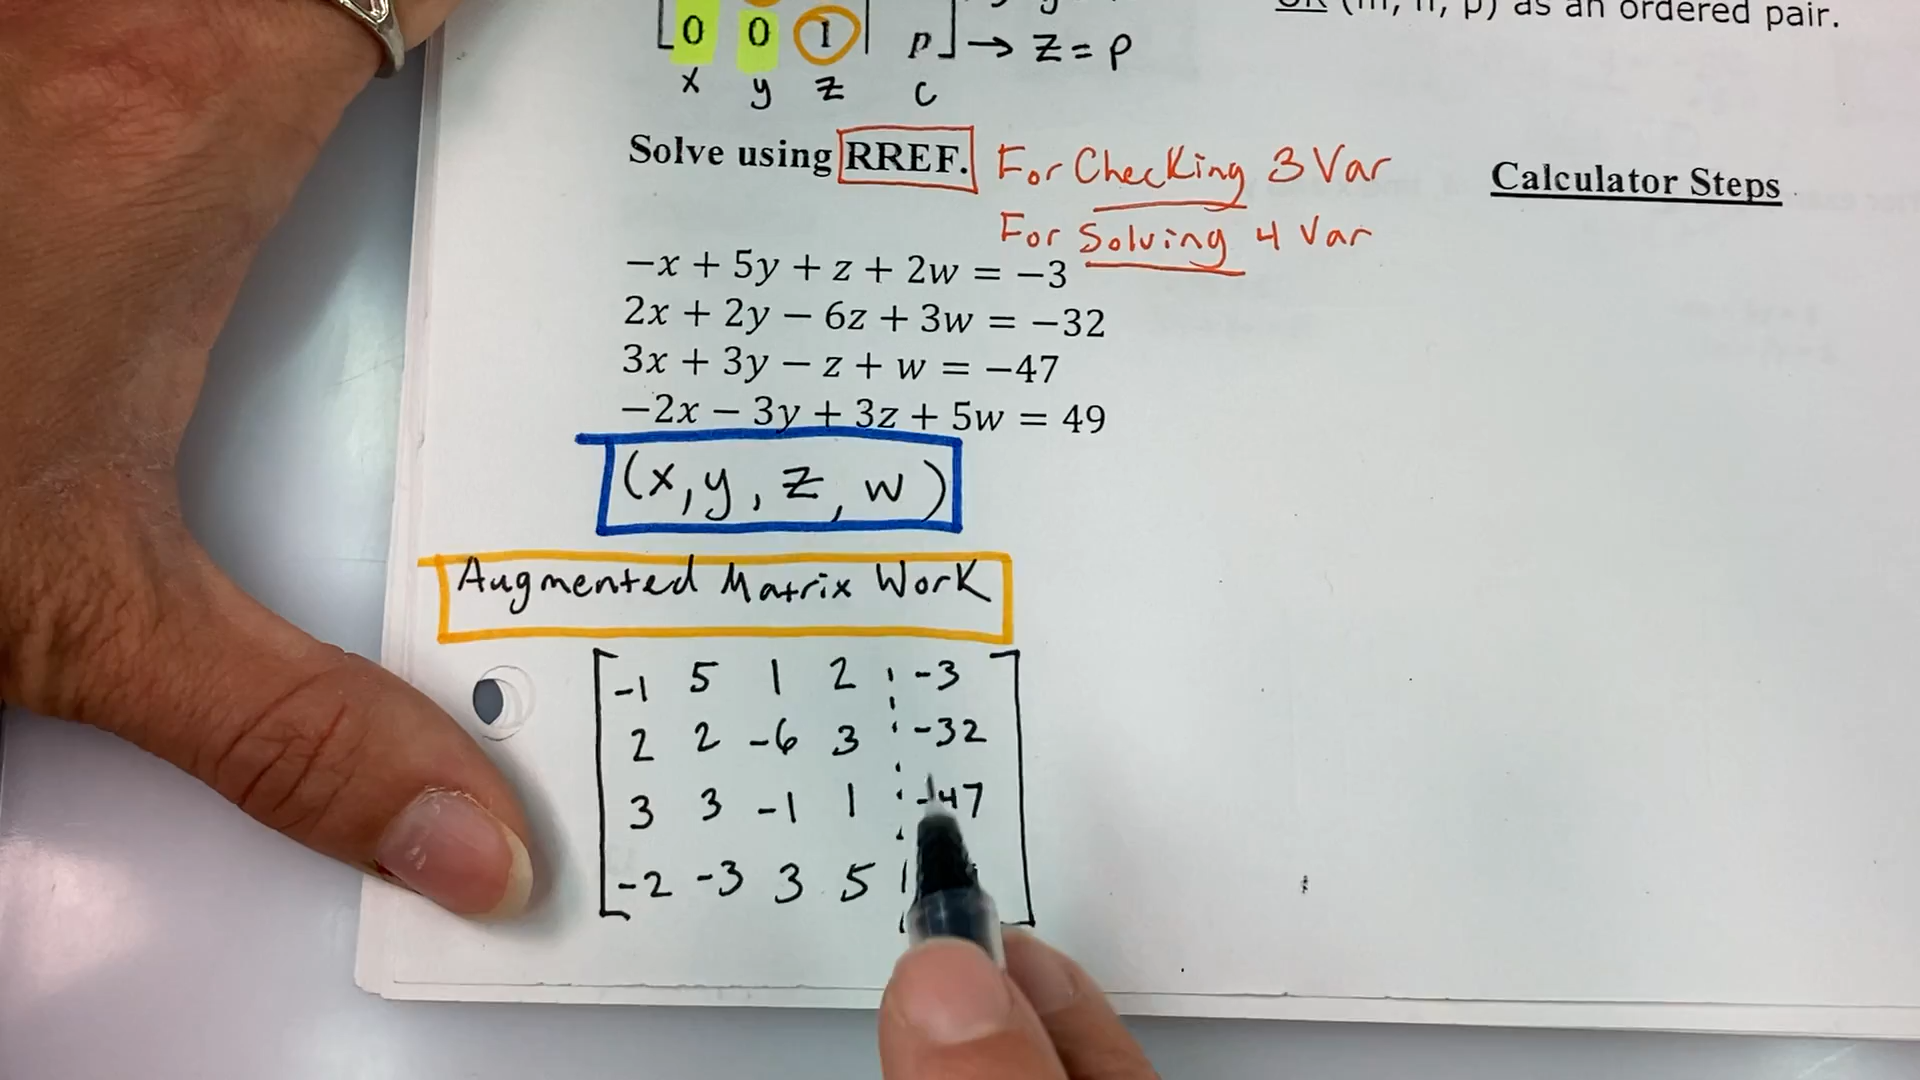 0 0 1 | p ] → z = p
x y z c
OR (m, n, p) as an ordered pair.
Solve using RREF. For Checking 3 Var
For Solving 4 Var
Calculator Steps
−x + 5y + z + 2w = −3
2x + 2y − 6z + 3w = −32
3x + 3y − z + w = −47
−2x − 3y + 3z + 5w = 49
(x, y, z, w)
Augmented Matrix Work
-1 5 1 2 -3
2 2 -6 3 -32
3 3 -1 1 -47
-2 -3 3 5